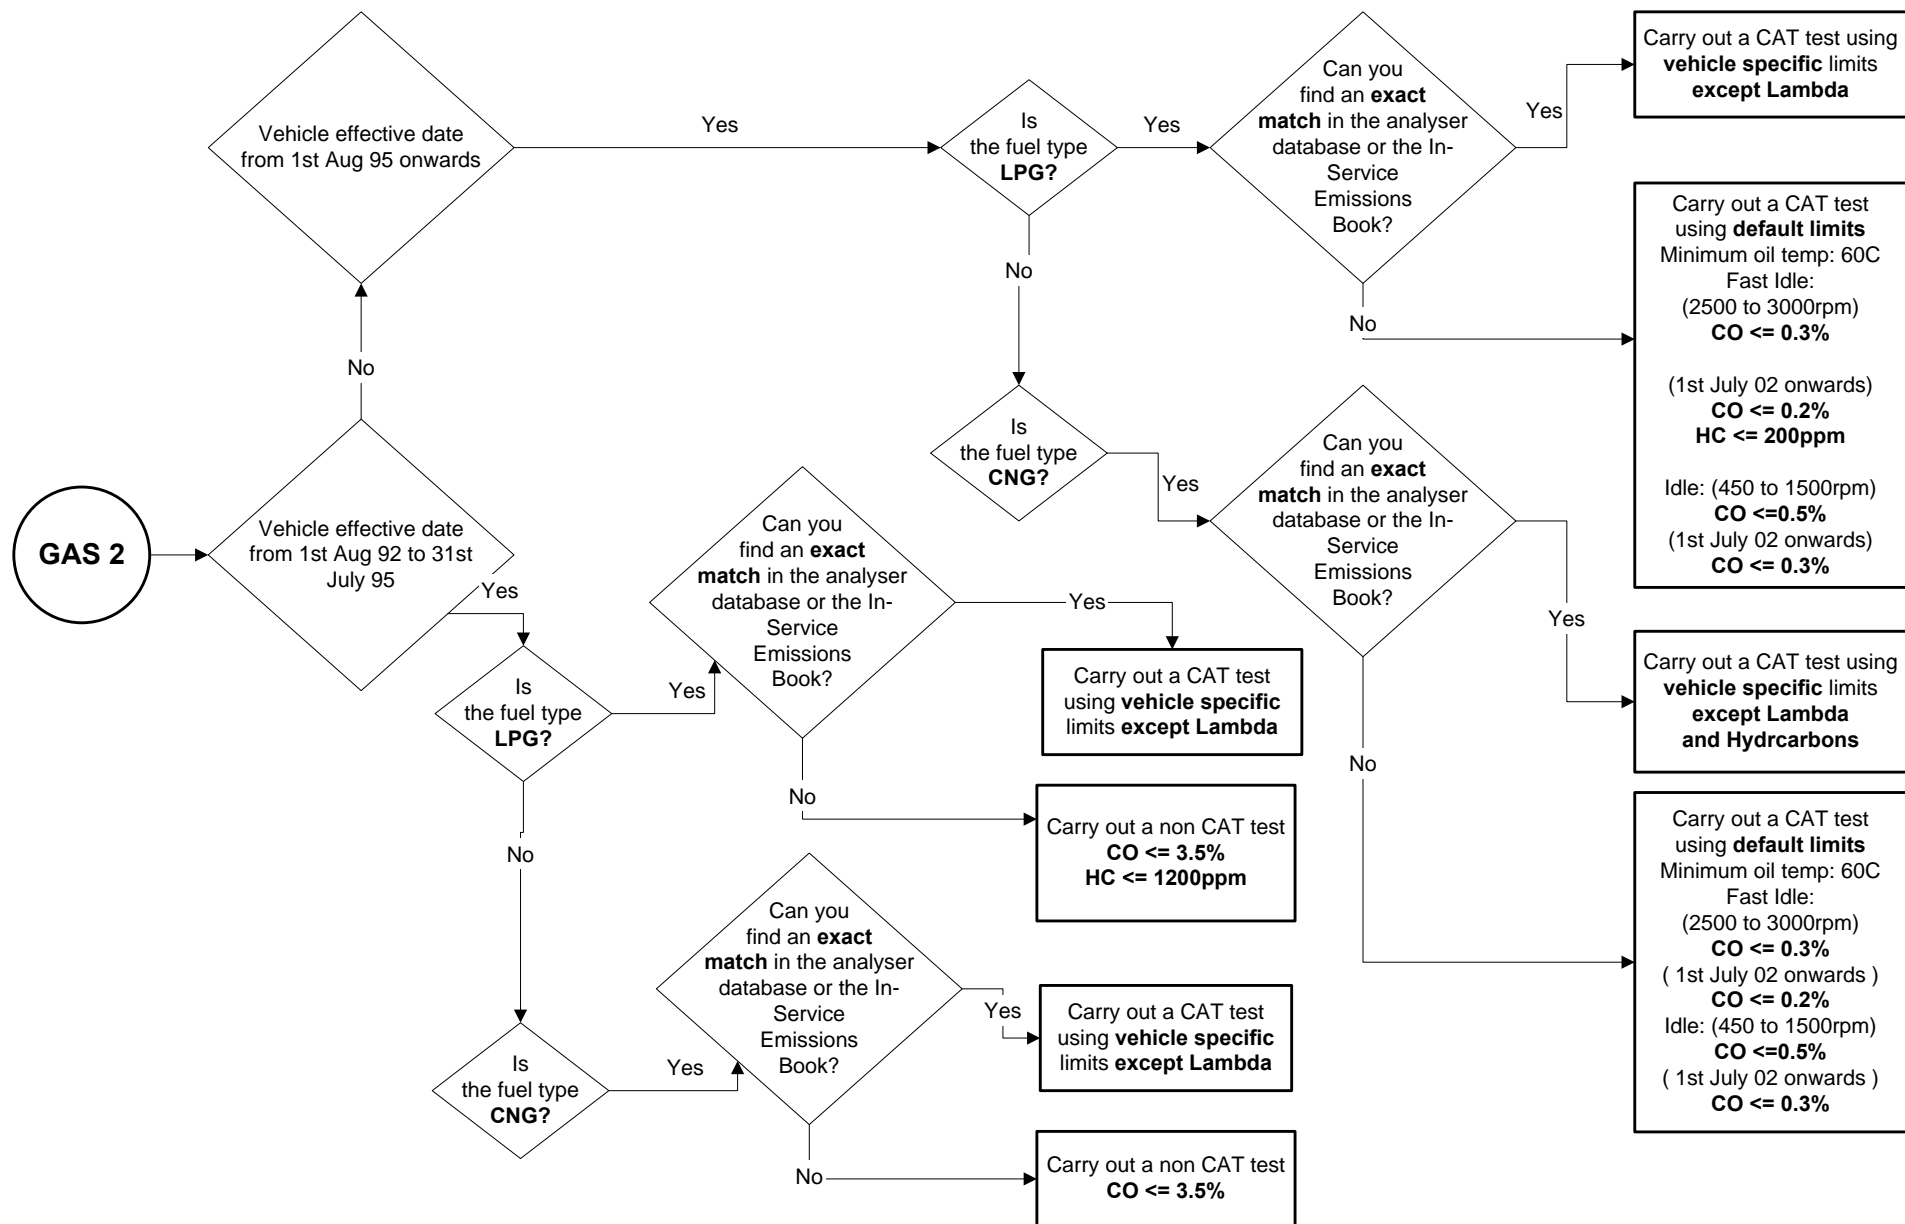 GAS 2
Vehicle effective date
from 1st Aug 92 to 31st
July 95
No
Yes
Vehicle effective date
from 1st Aug 95 onwards
Yes
Is
the fuel type
LPG?
Yes
No
Can you
find an exact
match in the analyser
database or the In-
Service
Emissions
Book?
Yes
No
Carry out a CAT test using
vehicle specific limits
except Lambda
Carry out a CAT test
using default limits
Minimum oil temp: 60C
Fast Idle:
(2500 to 3000rpm)
CO <= 0.3%
(1st July 02 onwards)
CO <= 0.2%
HC <= 200ppm
Idle: (450 to 1500rpm)
CO <=0.5%
(1st July 02 onwards)
CO <= 0.3%
Is
the fuel type
CNG?
Yes
Can you
find an exact
match in the analyser
database or the In-
Service
Emissions
Book?
Yes
No
Carry out a CAT test using
vehicle specific limits
except Lambda
and Hydrcarbons
Carry out a CAT test
using default limits
Minimum oil temp: 60C
Fast Idle:
(2500 to 3000rpm)
CO <= 0.3%
( 1st July 02 onwards )
CO <= 0.2%
Idle: (450 to 1500rpm)
CO <=0.5%
( 1st July 02 onwards )
CO <= 0.3%
Is
the fuel type
LPG?
Yes
No
Can you
find an exact
match in the analyser
database or the In-
Service
Emissions
Book?
Yes
No
Carry out a CAT test
using vehicle specific
limits except Lambda
Carry out a non CAT test
CO <= 3.5%
HC <= 1200ppm
Is
the fuel type
CNG?
Yes
Can you
find an exact
match in the analyser
database or the In-
Service
Emissions
Book?
Yes
No
Carry out a CAT test
using vehicle specific
limits except Lambda
Carry out a non CAT test
CO <= 3.5%